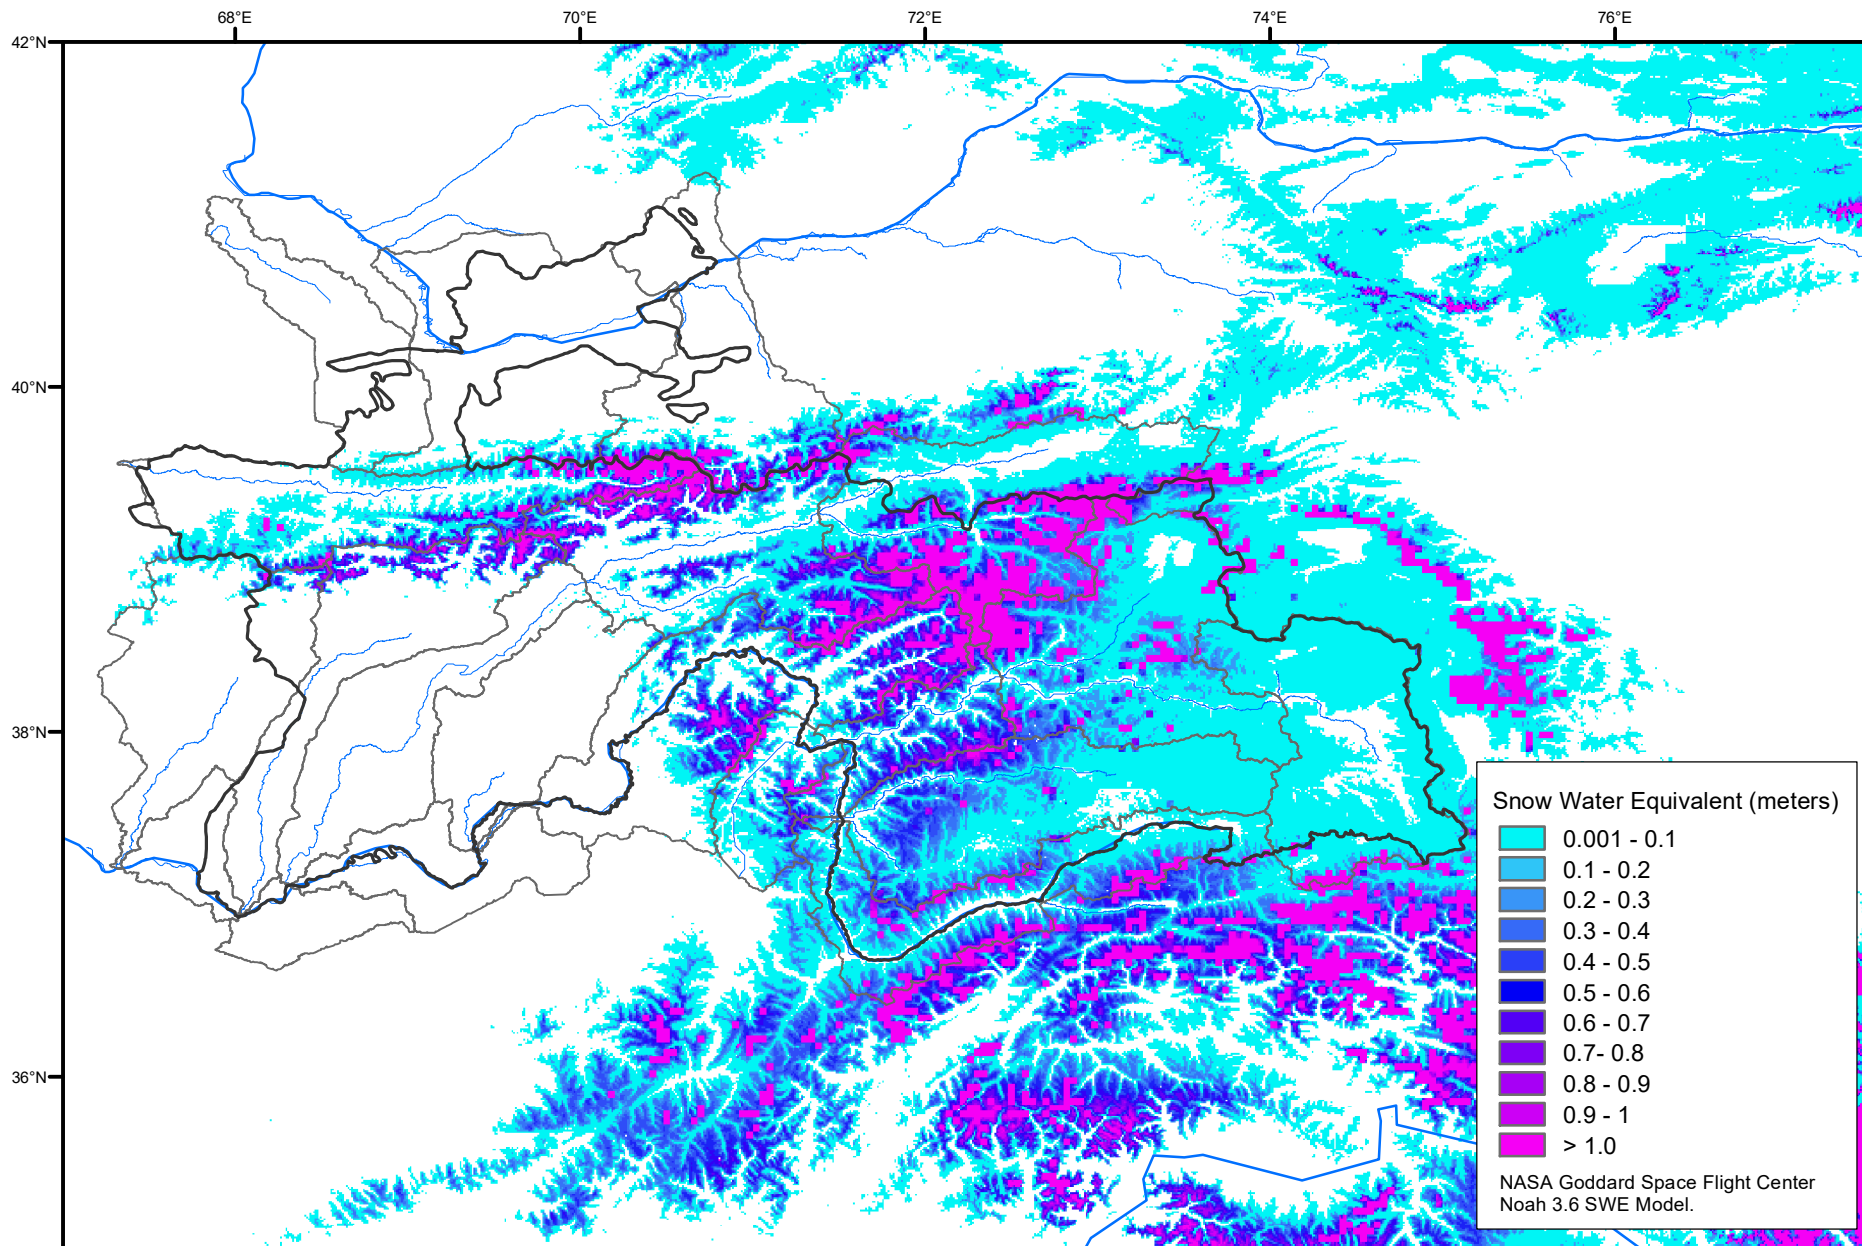 68°E
70°E
72°E
74°E
76°E
42°N
40°N
38°N
36°N
Snow Water Equivalent (meters)
0.001 - 0.1
0.1 - 0.2
0.2 - 0.3
0.3 - 0.4
0.4 - 0.5
0.5 - 0.6
0.6 - 0.7
0.7- 0.8
0.8 - 0.9
0.9 - 1
> 1.0
NASA Goddard Space Flight Center
Noah 3.6 SWE Model.